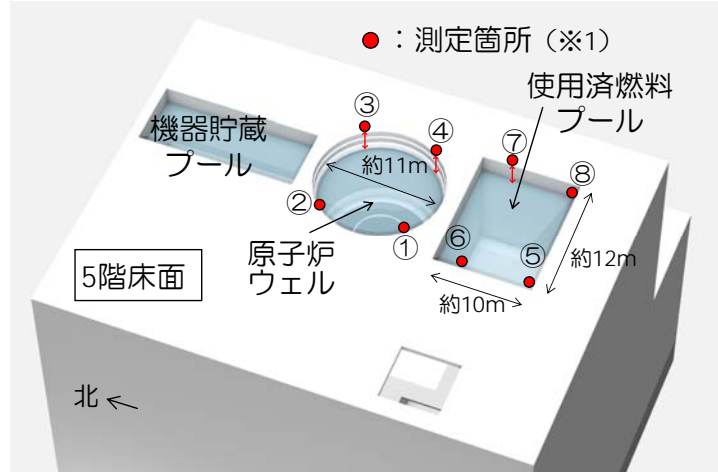 ●：測定箇所（※1）
使用済燃料
プール
機器貯蔵
プール
③
④
⑦
⑧
約11m
②
①
⑥
⑤
原子炉
ウェル
約12m
約10m
5階床面
北